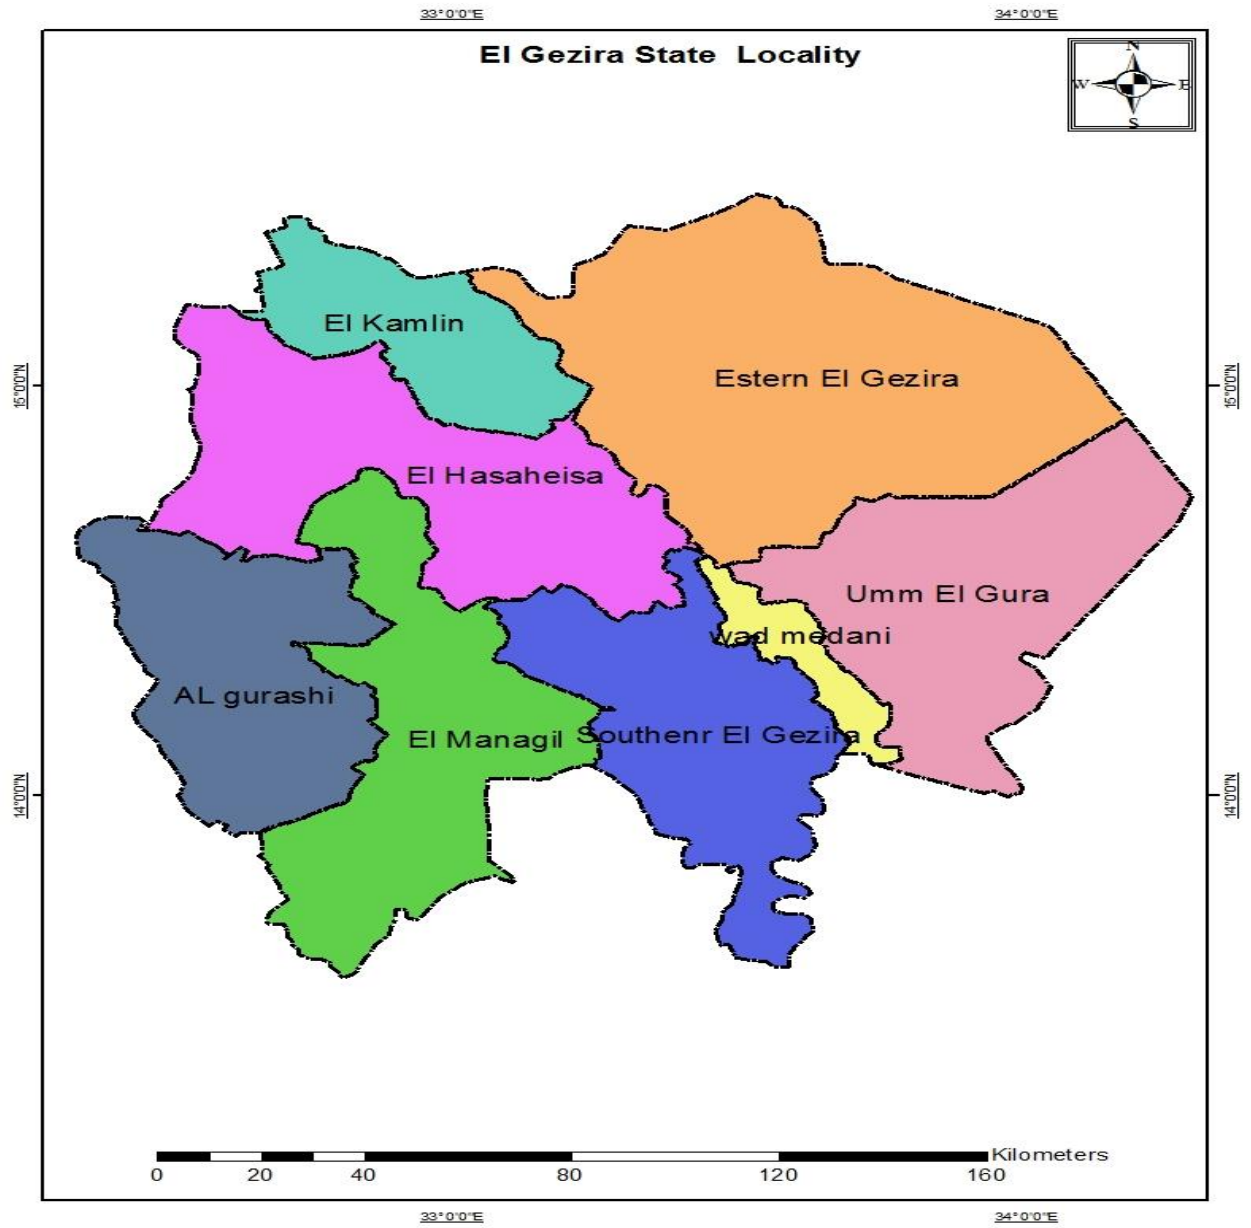 33°0'0"E 34°0'0"E
El Gezira State Locality
N
W E
S
El Kamlin
Estern El Gezira
15°0'0"N 15°0'0"N
El Hasaheisa
Umm El Gura
wad medani
AL gurashi
Southenr El Gezira
El Managil
14°0'0"N 14°0'0"N
Kilometers
0 20 40 80 120 160
33°0'0"E 34°0'0"E